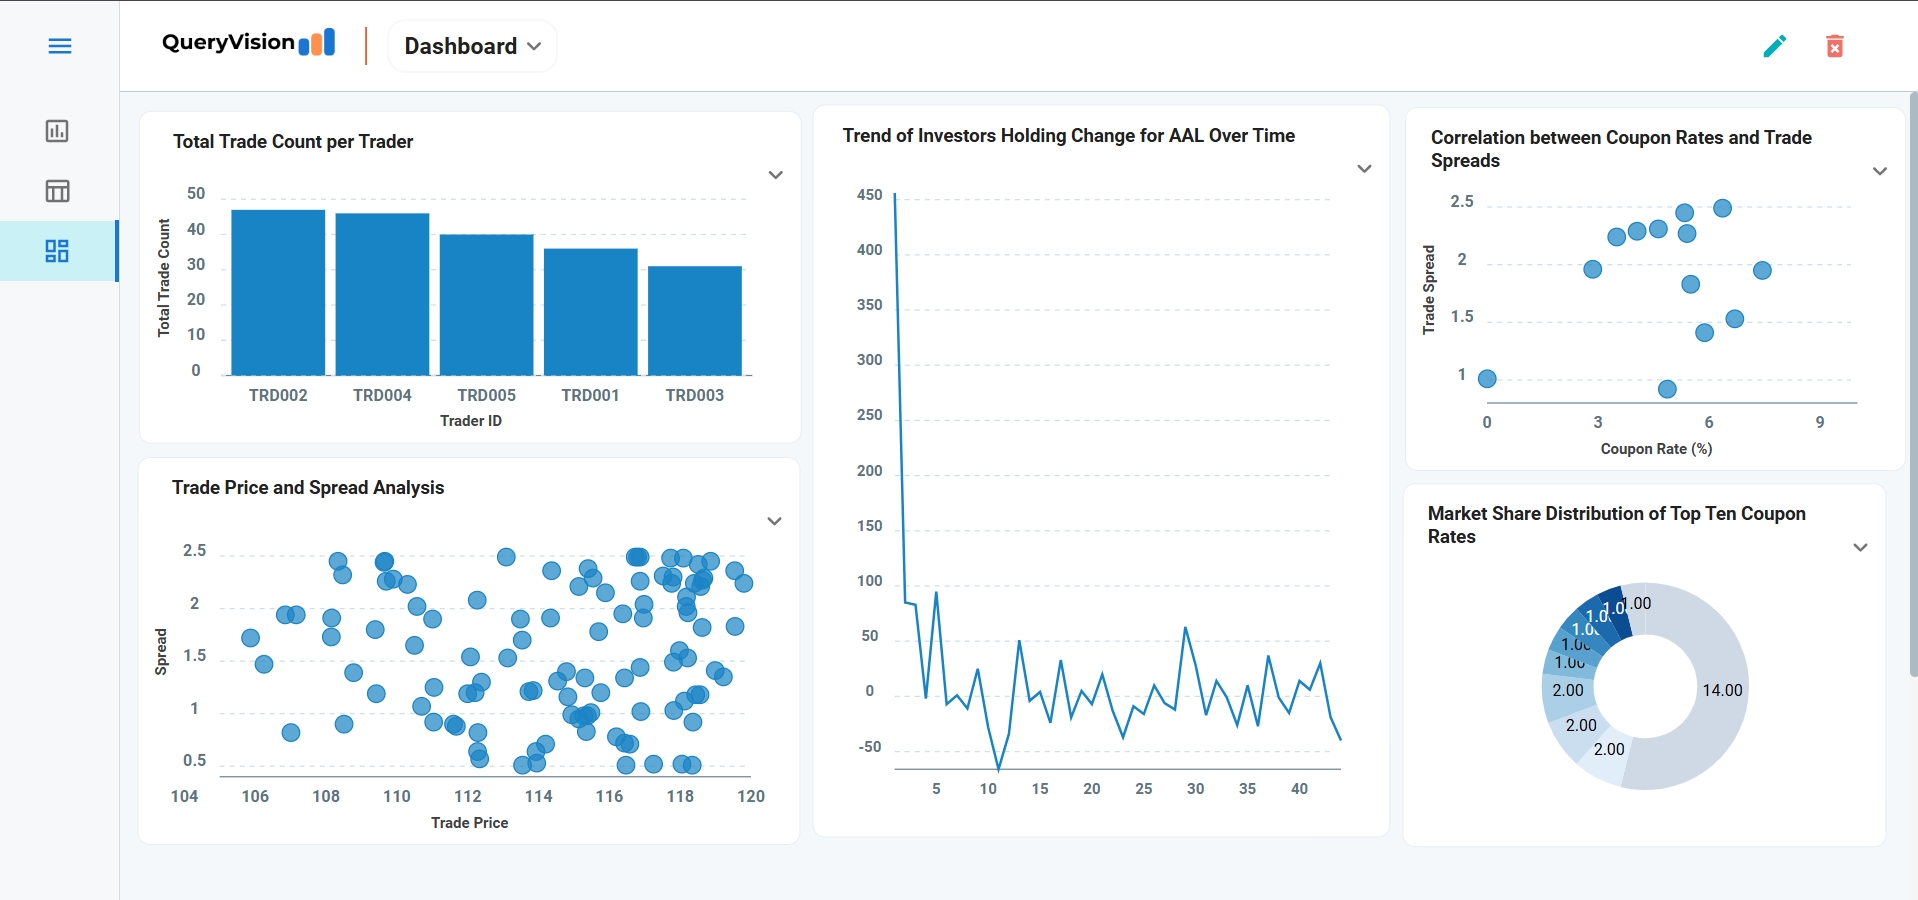 QueryVision
Dashboard
Total Trade Count per Trader
50
40
30
20
10
0
Total Trade Count
TRD002 TRD004 TRD005 TRD001 TRD003
Trader ID
Trade Price and Spread Analysis
2.5
2
1.5
1
0.5
Spread
104 106 108 110 112 114 116 118 120
Trade Price
Trend of Investors Holding Change for AAL Over Time
450
400
350
300
250
200
150
100
50
0
-50
5 10 15 20 25 30 35 40
Correlation between Coupon Rates and Trade
Spreads
2.5
2
1.5
1
Trade Spread
0 3 6 9
Coupon Rate (%)
Market Share Distribution of Top Ten Coupon
Rates
1.00
1.0
1.0
1.00
1.00
1.00
2.00
14.00
2.00
2.00